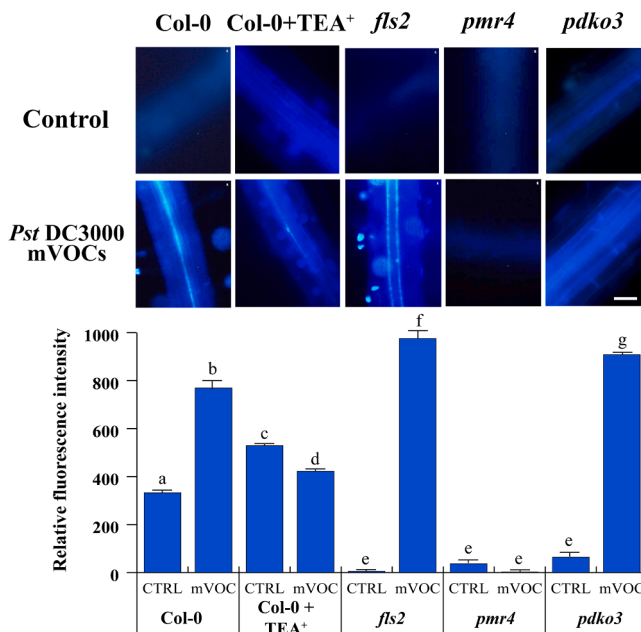 Col-0 Col-0+TEA⁺ fls2 pmr4 pdko3
Control
Pst DC3000
mVOCs
Relative fluorescence intensity
1000
800
600
400
200
0
a b c d e f e e e g
CTRL mVOC CTRL mVOC CTRL mVOC CTRL mVOC CTRL mVOC
Col-0 Col-0 + fls2 pmr4 pdko3
TEA⁺